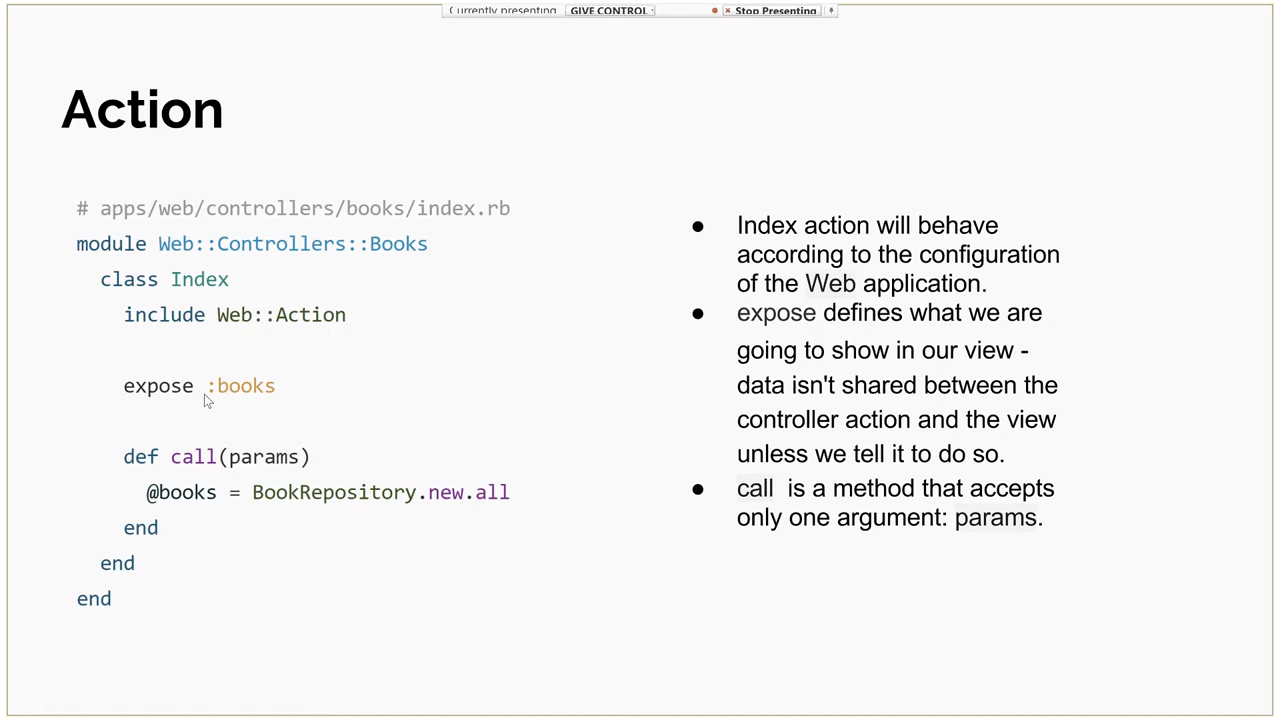 Currently presenting GIVE CONTROL Stop Presenting
Action
# apps/web/controllers/books/index.rb
module Web::Controllers::Books
class Index
include Web::Action
expose :books
def call(params)
@books = BookRepository.new.all
end
end
end
● Index action will behave
according to the configuration
of the Web application.
● expose defines what we are
going to show in our view -
data isn't shared between the
controller action and the view
unless we tell it to do so.
● call is a method that accepts
only one argument: params.